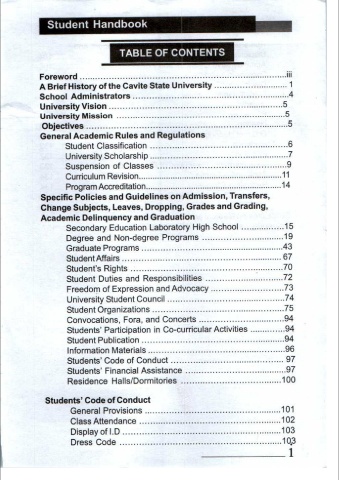 Student Handbook
TABLE OF CONTENTS
Foreword ........ iii
A Brief History of the Cavite State University ........ 1
School Administrators ........ 4
University Vision ........ 5
University Mission ........ 5
Objectives ........ 5
General Academic Rules and Regulations
Student Classification ........ 6
University Scholarship ........ 7
Suspension of Classes ........ 9
Curriculum Revision ........ 11
Program Accreditation ........ 14
Specific Policies and Guidelines on Admission, Transfers,
Change Subjects, Leaves, Dropping, Grades and Grading,
Academic Delinquency and Graduation
Secondary Education Laboratory High School ........ 15
Degree and Non-degree Programs ........ 19
Graduate Programs ........ 43
Student Affairs ........ 67
Student's Rights ........ 70
Student Duties and Responsibilities ........ 72
Freedom of Expression and Advocacy ........ 73
University Student Council ........ 74
Student Organizations ........ 75
Convocations, Fora, and Concerts ........ 94
Students' Participation in Co-curricular Activities ........ 94
Student Publication ........ 94
Information Materials ........ 96
Students' Code of Conduct ........ 97
Students' Financial Assistance ........ 97
Residence Halls/Dormitories ........ 100
Students' Code of Conduct
General Provisions ........ 101
Class Attendance ........ 102
Display of I.D ........ 103
Dress Code ........ 103
1